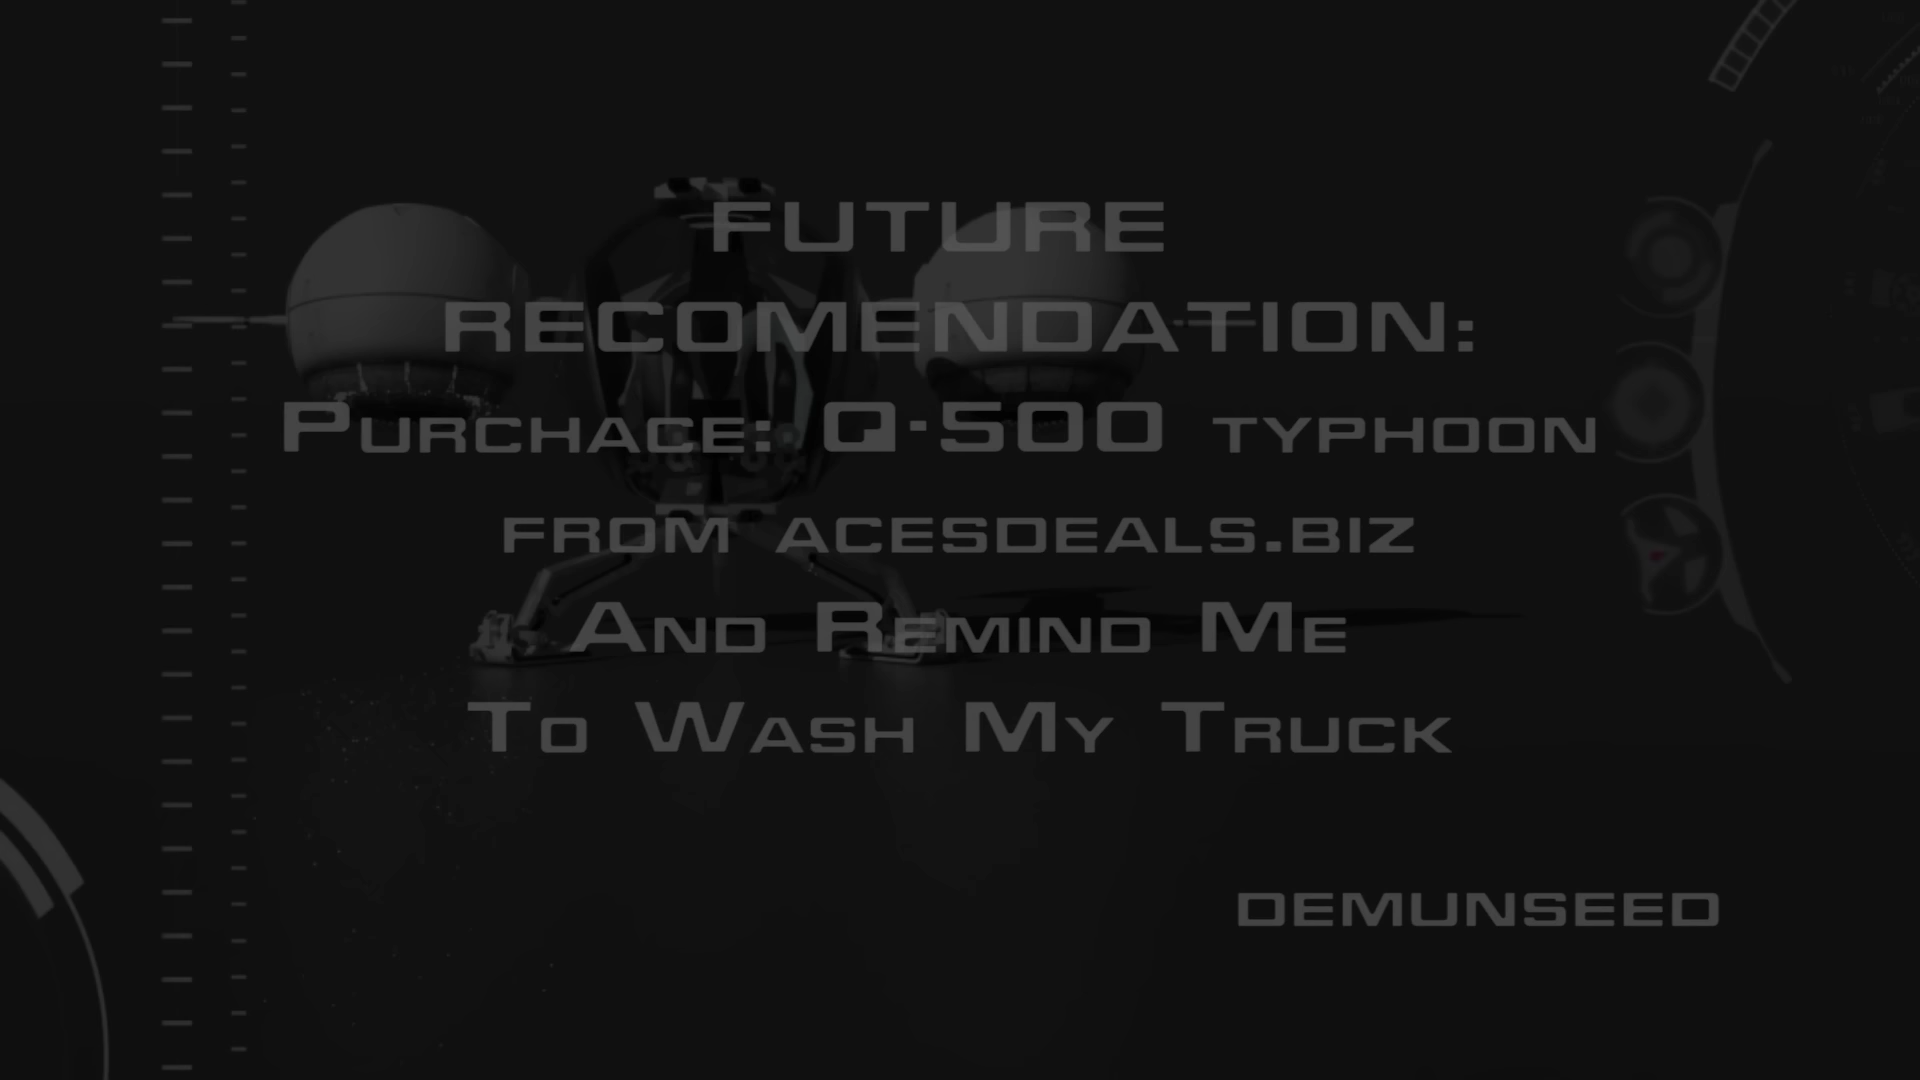 FUTURE
RECOMENDATION:
PURCHACE: Q-500 TYPHOON
FROM ACESDEALS.BIZ
AND REMIND ME
TO WASH MY TRUCK
DEMUNSEED